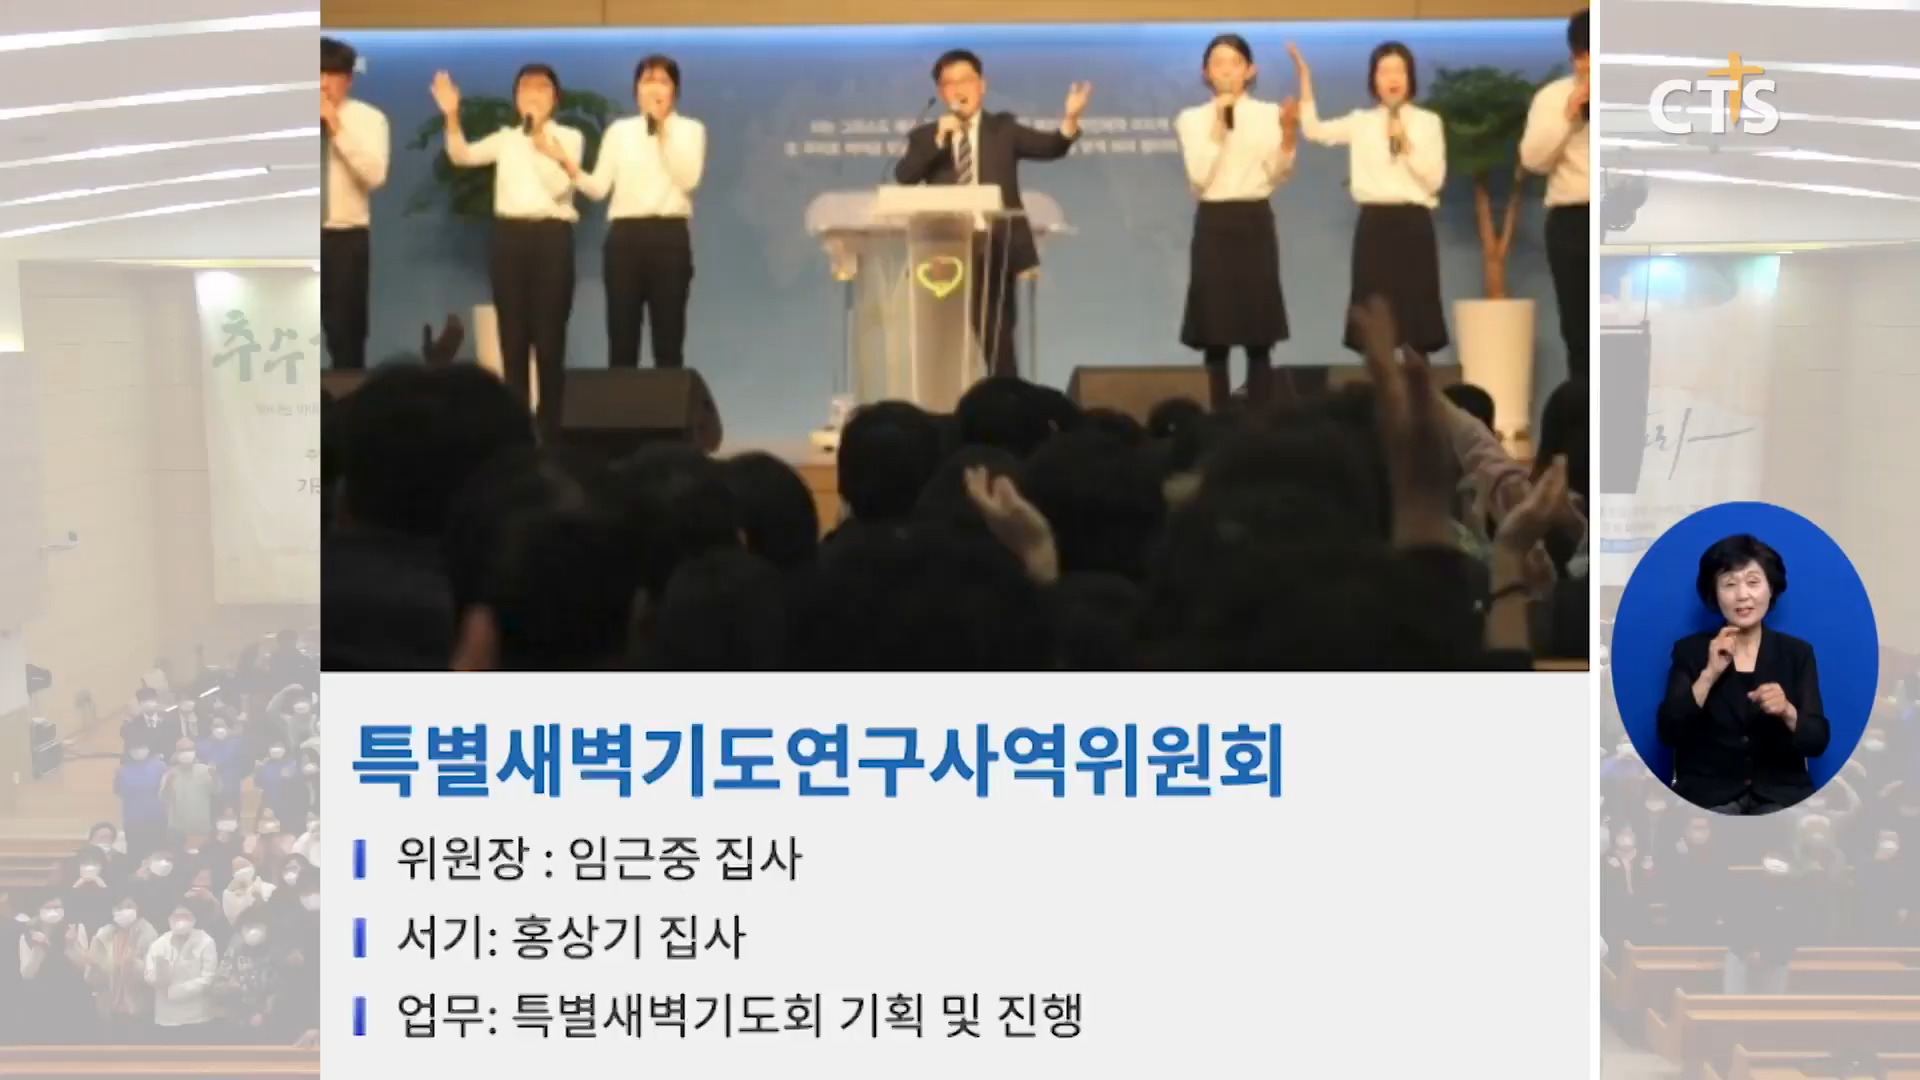 CTS
추수
특별새벽기도연구사역위원회
위원장 : 임근중 집사
서기: 홍상기 집사
업무: 특별새벽기도회 기획 및 진행